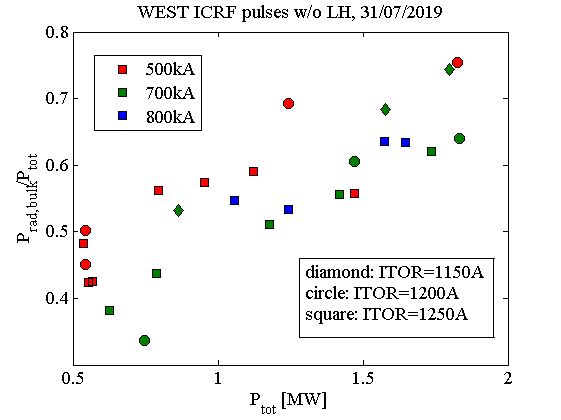 WEST ICRF pulses w/o LH, 31/07/2019
0.8
0.7
0.6
0.5
0.4
P_rad,bulk/P_tot
500kA
700kA
800kA
diamond: ITOR=1150A
circle: ITOR=1200A
square: ITOR=1250A
0.5 1 1.5 2
P_tot [MW]